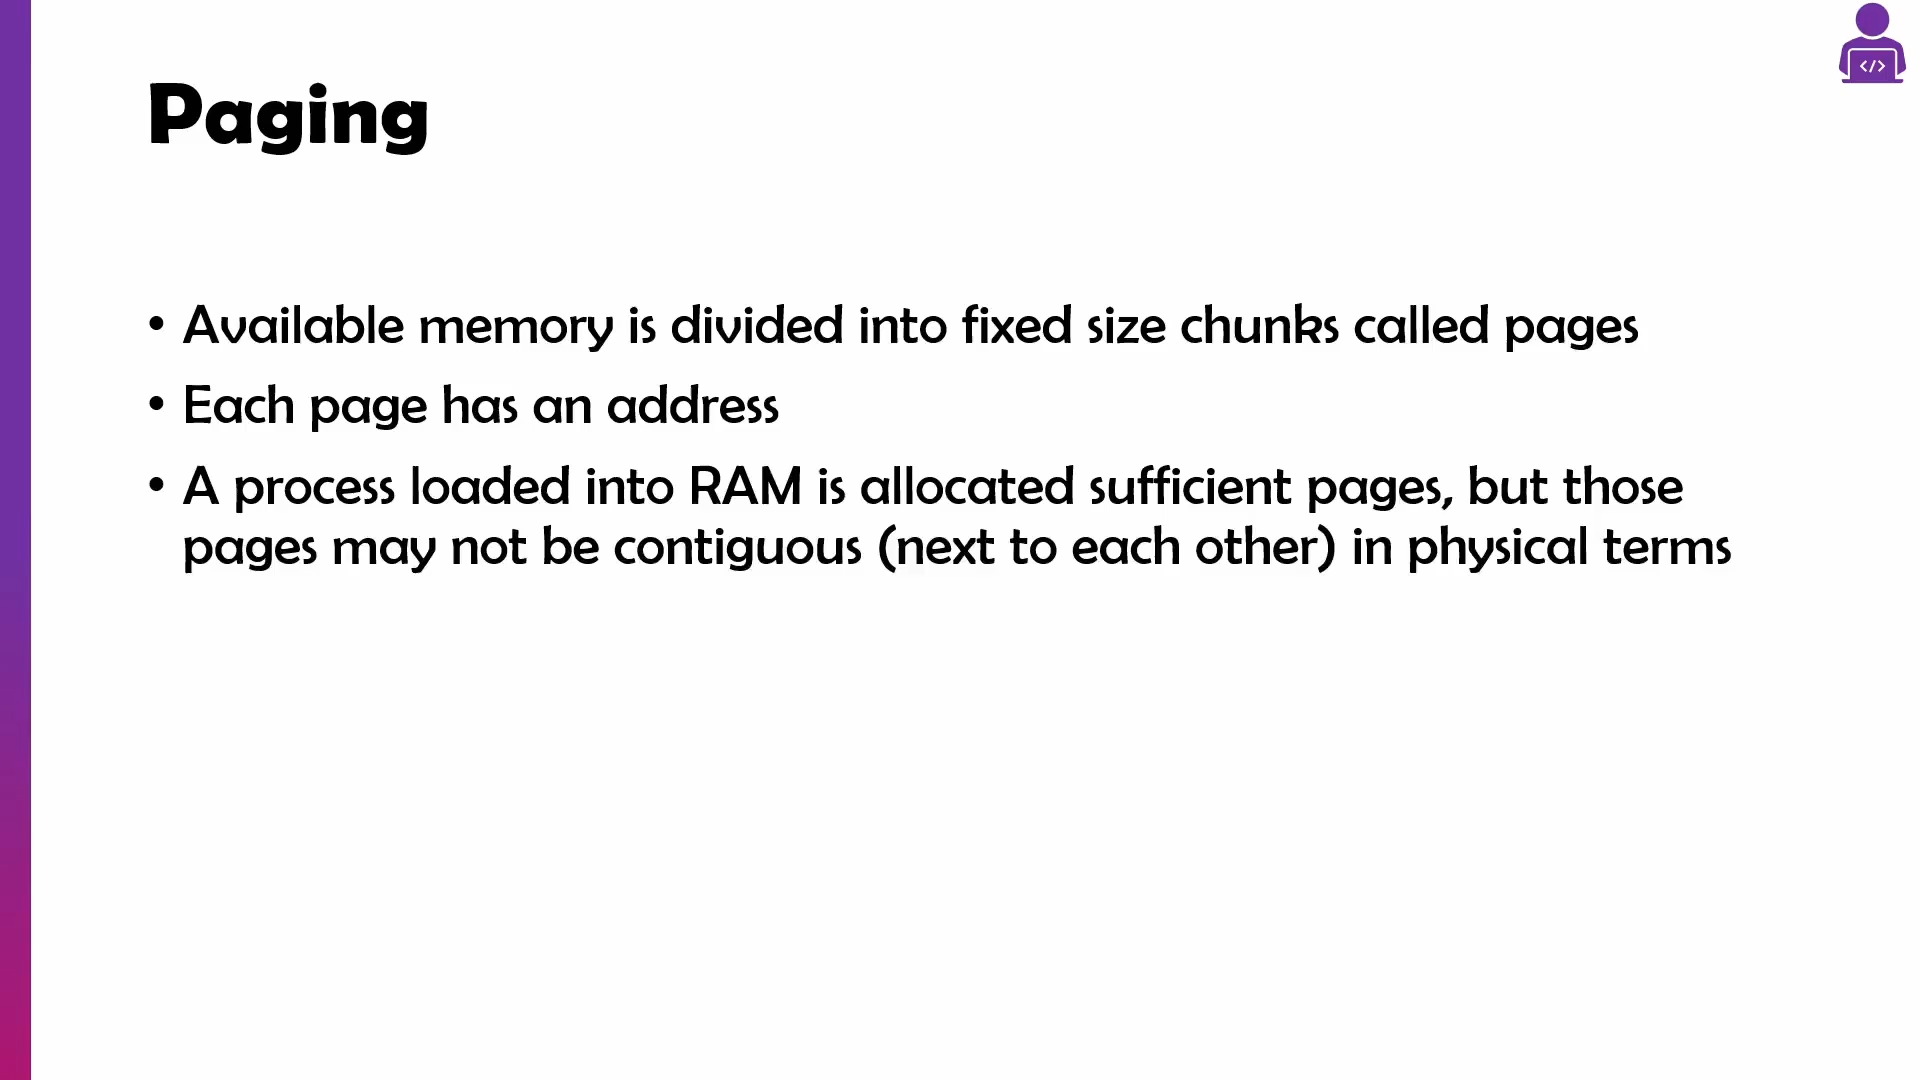 </>
Paging
• Available memory is divided into fixed size chunks called pages
• Each page has an address
• A process loaded into RAM is allocated sufficient pages, but those
pages may not be contiguous (next to each other) in physical terms